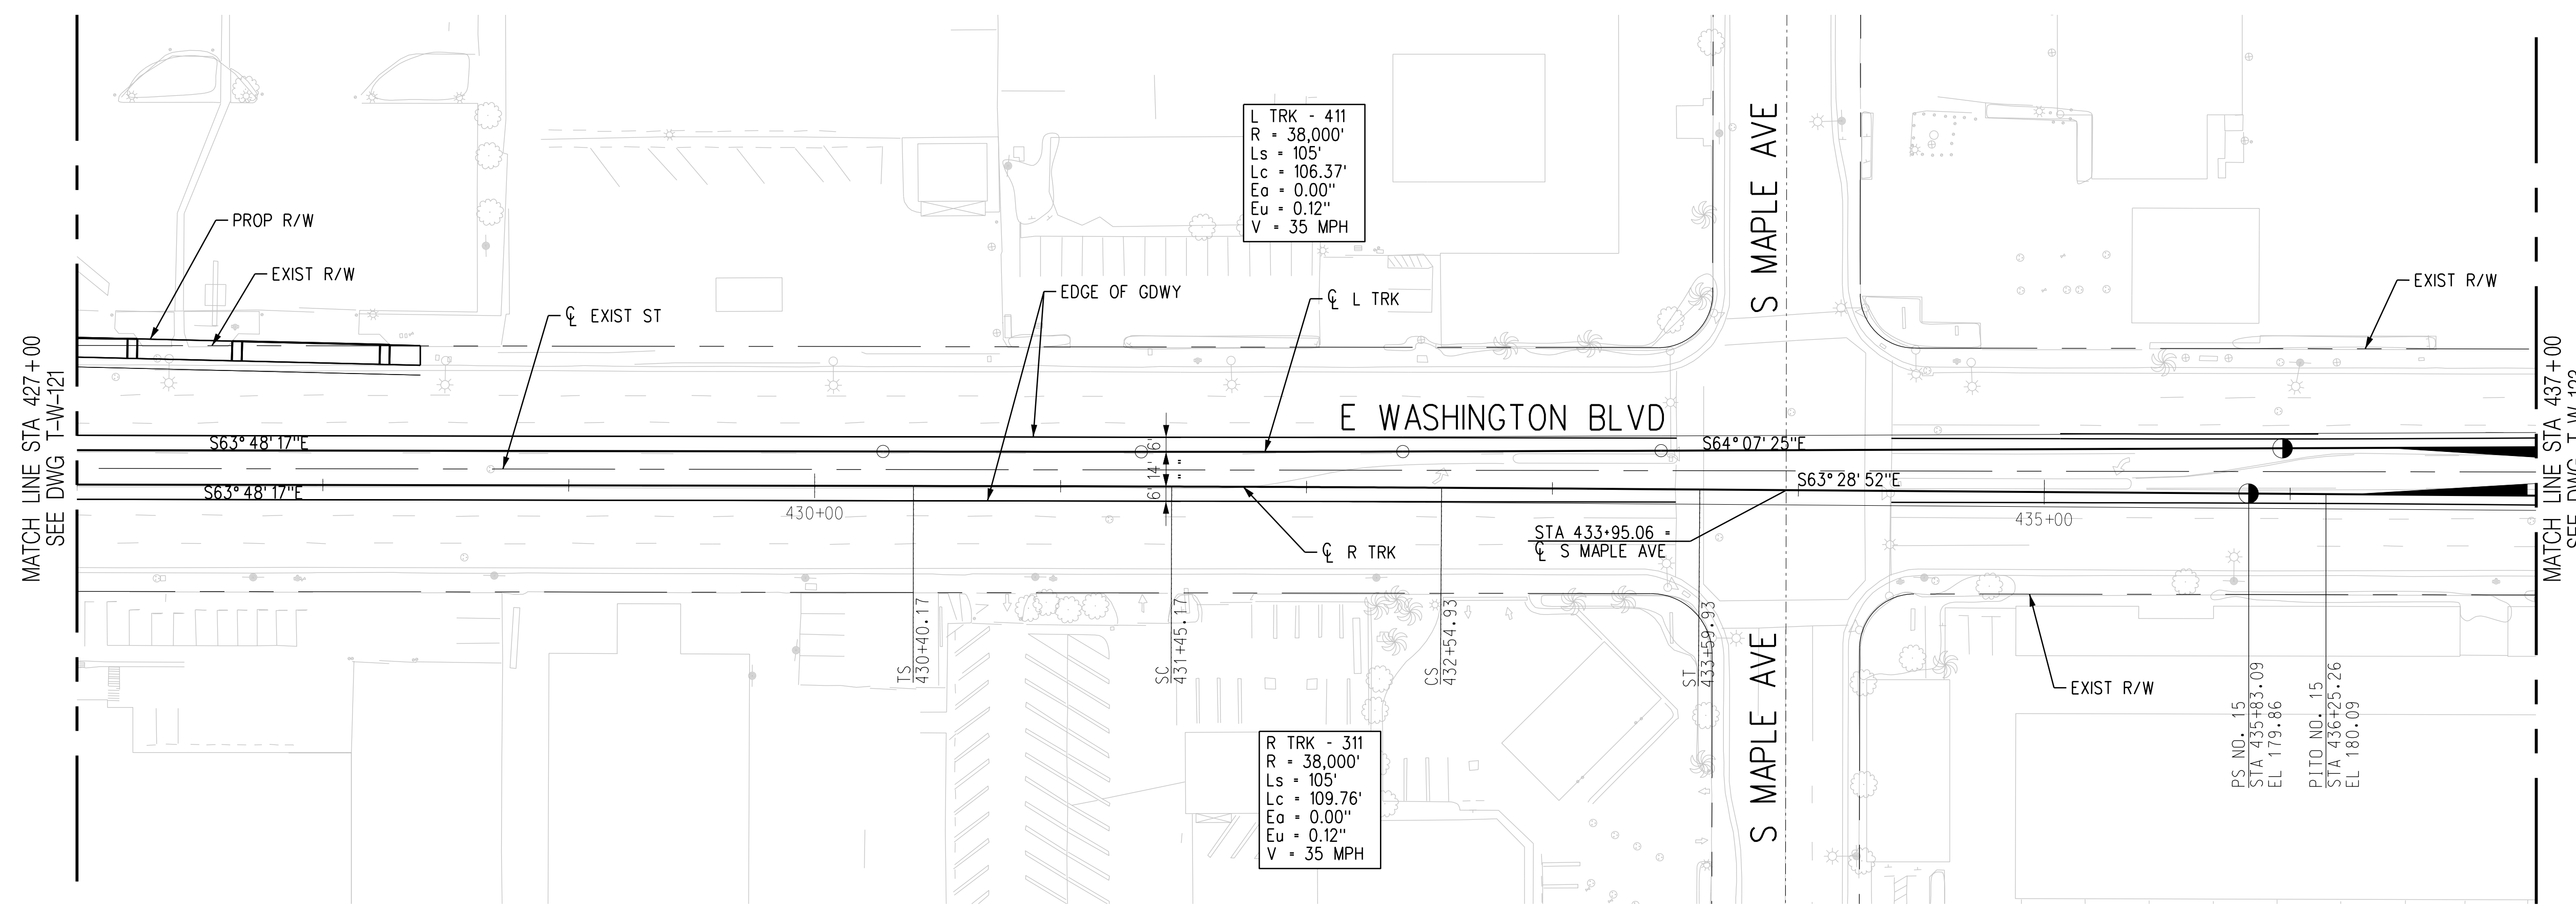 MATCH LINE STA 427+00
SEE DWG T-W-121
PROP R/W
EXIST R/W
℄ EXIST ST
EDGE OF GDWY
℄ L TRK
L TRK - 411
R = 38,000'
Ls = 105'
Lc = 106.37'
Ea = 0.00"
Eu = 0.12"
V = 35 MPH
S MAPLE AVE
EXIST R/W
E WASHINGTON BLVD
S63°48'17"E
S64°07'25"E
6'
14'
6'
S63°48'17"E
S63°28'52"E
430+00
435+00
STA 433+95.06 =
℄ S MAPLE AVE
℄ R TRK
TS
430+40.17
SC
431+45.17
CS
432+54.93
ST
433+59.93
S MAPLE AVE
EXIST R/W
PS NO. 15
STA 435+83.09
EL 179.86
PITO NO. 15
STA 436+25.26
EL 180.09
R TRK - 311
R = 38,000'
Ls = 105'
Lc = 109.76'
Ea = 0.00"
Eu = 0.12"
V = 35 MPH
MATCH LINE STA 437+00
SEE DWG T-W-123